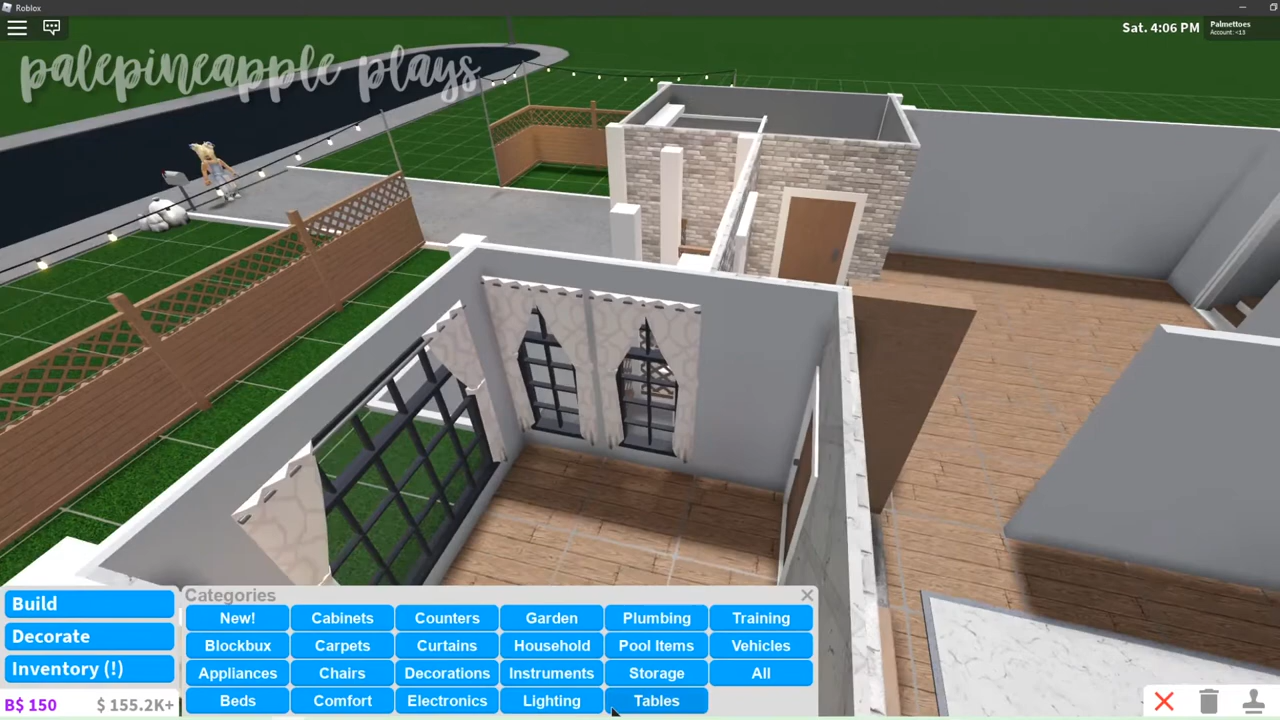 Roblox
Sat. 4:06 PM
Palmettoes
Account: <13
palepineapple plays
Build
Decorate
Inventory (!)
B$ 150 $ 155.2K+
Categories
New! Cabinets Counters Garden Plumbing Training
Blockbux Carpets Curtains Household Pool Items Vehicles
Appliances Chairs Decorations Instruments Storage All
Beds Comfort Electronics Lighting Tables